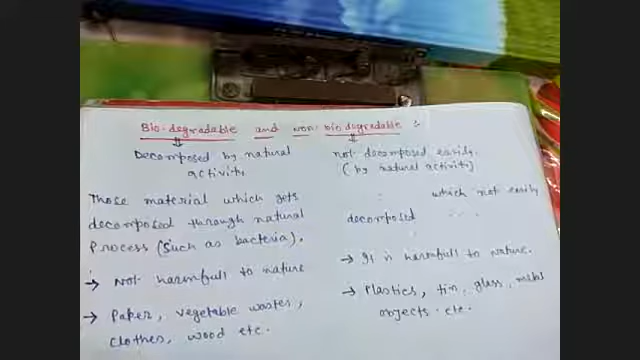 Bio-degradable and non-biodegradable :
Decomposed by natural
activity
not decomposed easily.
(by natural activity)
Those material which gets
decomposed through natural
Process (Such as bacteria).
→ Not harmfull to nature
→ Paper, vegetable wastes,
clothes, wood etc.
which not easily
decomposed
→ It is harmfull to nature.
→ Plastics, tin, glass,
objects. etc.